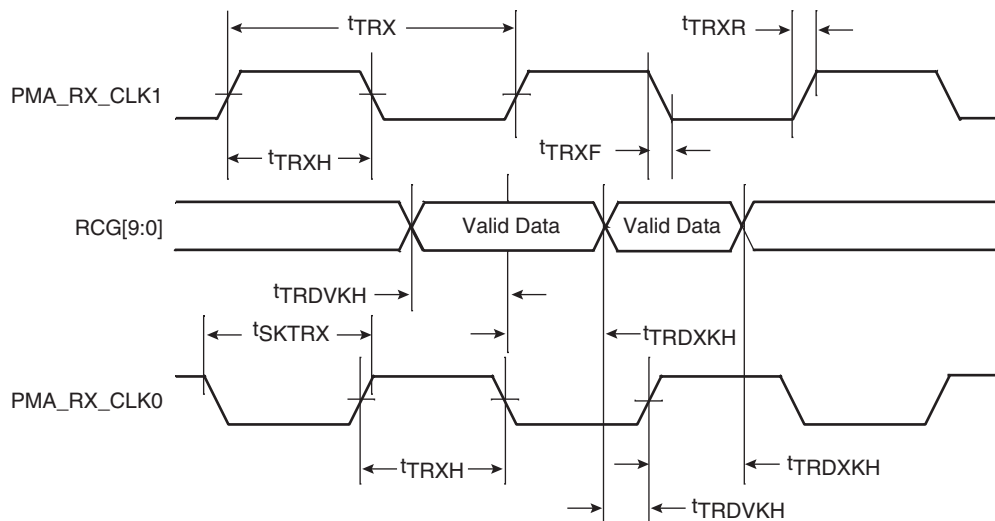 tTRX
tTRXR
PMA_RX_CLK1
tTRXH
tTRXF
RCG[9:0]
Valid Data
Valid Data
tTRDVKH
tSKTRX
tTRDXKH
PMA_RX_CLK0
tTRXH
tTRDXKH
tTRDVKH